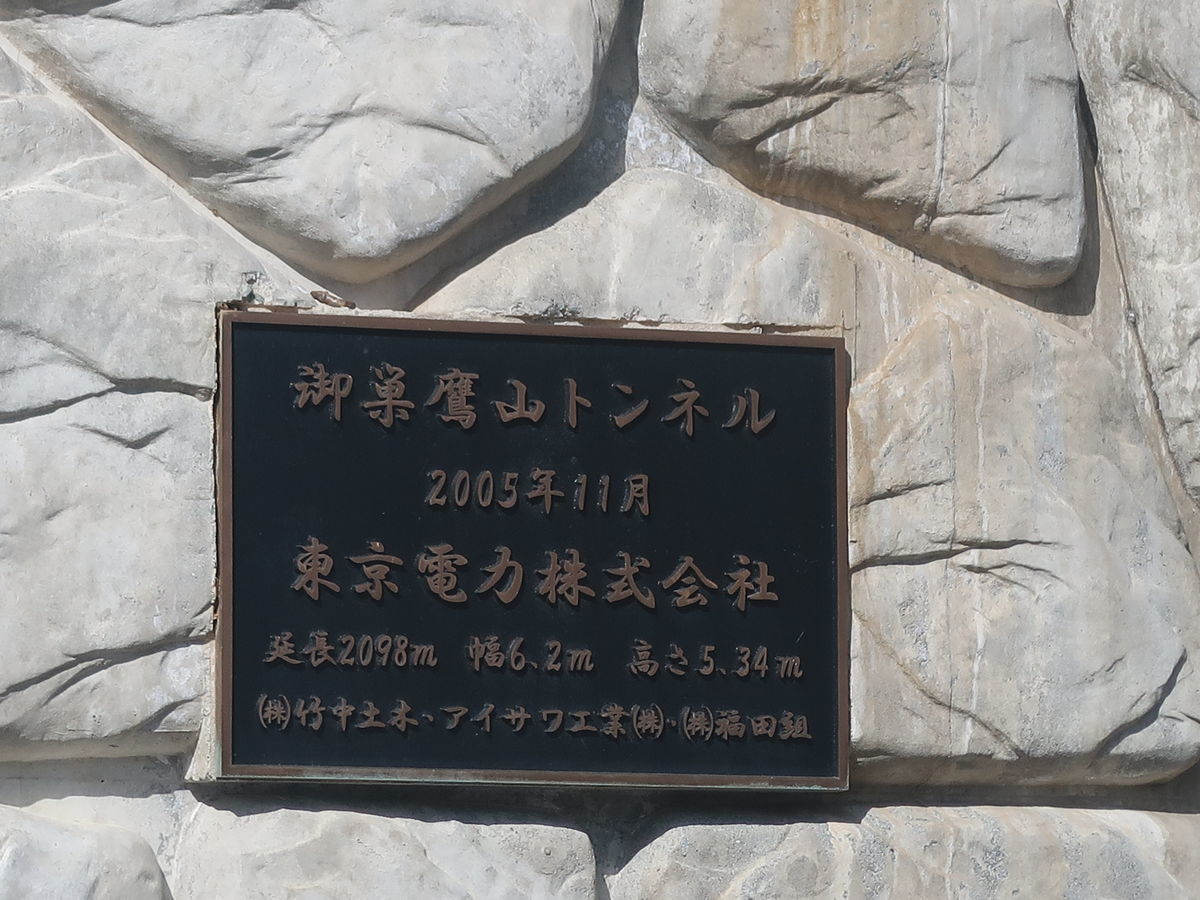 御巣鷹山トンネル
2005年11月
東京電力株式会社
延長2098m 幅6.2m 高さ5.34m
㈱竹中土木・アイサワ工業㈱・㈱福田組